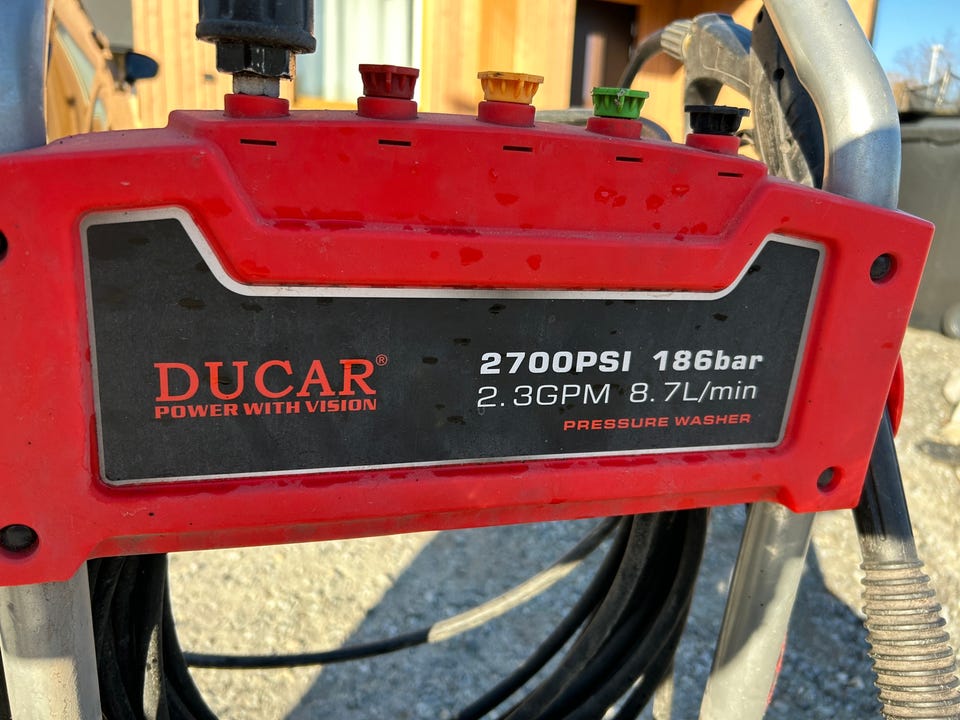 DUCAR®
POWER WITH VISION
2700PSI 186bar
2.3GPM 8.7L/min
PRESSURE WASHER